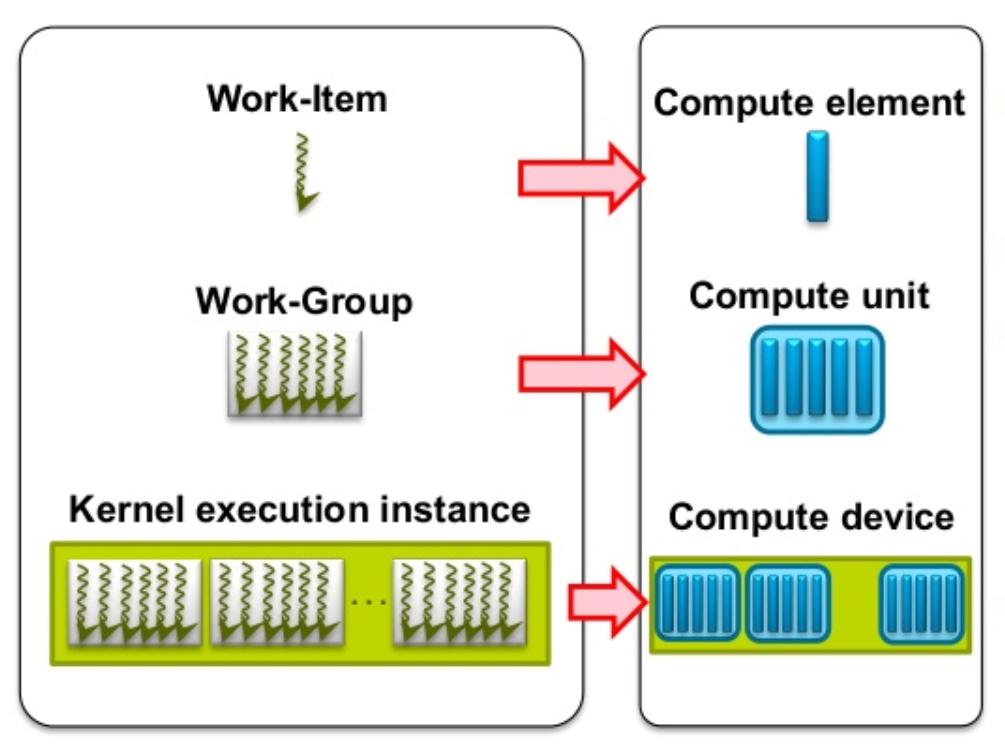 Work-Item
Compute element
Work-Group
Compute unit
Kernel execution instance
Compute device
...